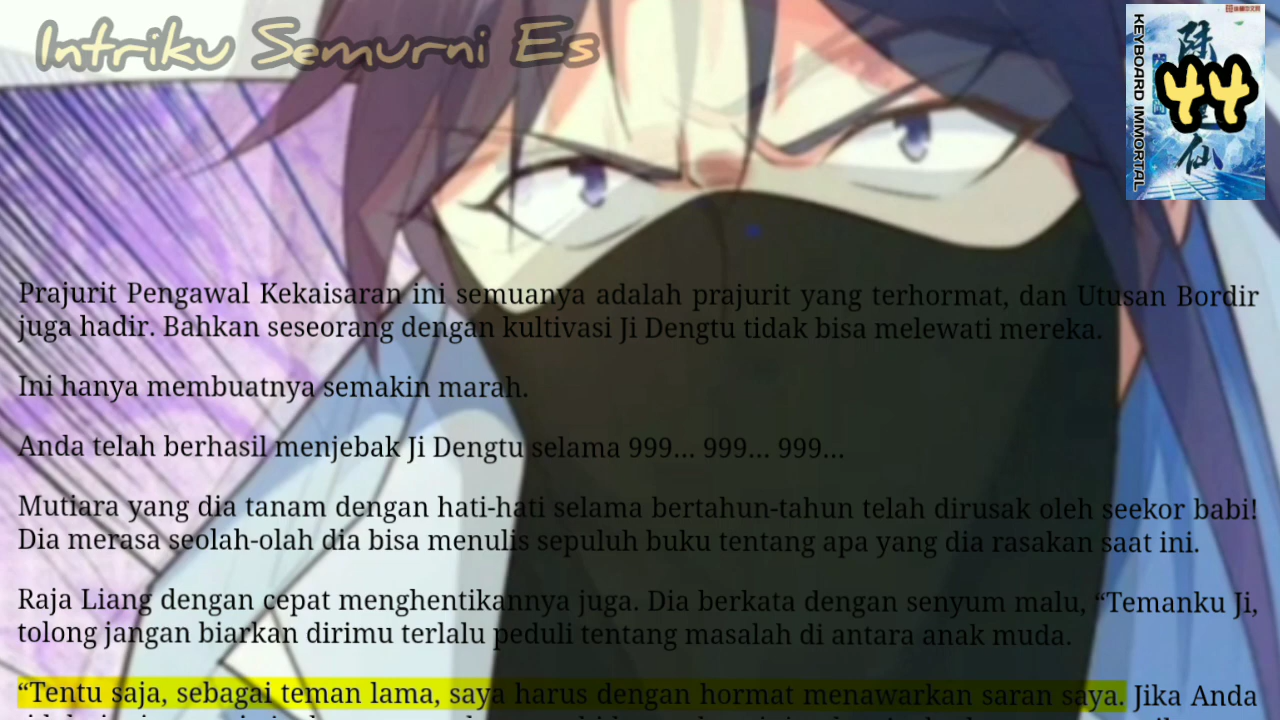 Intriku Semurni Es
KEYBOARD IMMORTAL
44
仙
Prajurit Pengawal Kekaisaran ini semuanya adalah prajurit yang terhormat, dan Utusan Bordir
juga hadir. Bahkan seseorang dengan kultivasi Ji Dengtu tidak bisa melewati mereka.
Ini hanya membuatnya semakin marah.
Anda telah berhasil menjebak Ji Dengtu selama 999... 999... 999...
Mutiara yang dia tanam dengan hati-hati selama bertahun-tahun telah dirusak oleh seekor babi!
Dia merasa seolah-olah dia bisa menulis sepuluh buku tentang apa yang dia rasakan saat ini.
Raja Liang dengan cepat menghentikannya juga. Dia berkata dengan senyum malu, “Temanku Ji,
tolong jangan biarkan dirimu terlalu peduli tentang masalah di antara anak muda.
“Tentu saja, sebagai teman lama, saya harus dengan hormat menawarkan saran saya. Jika Anda